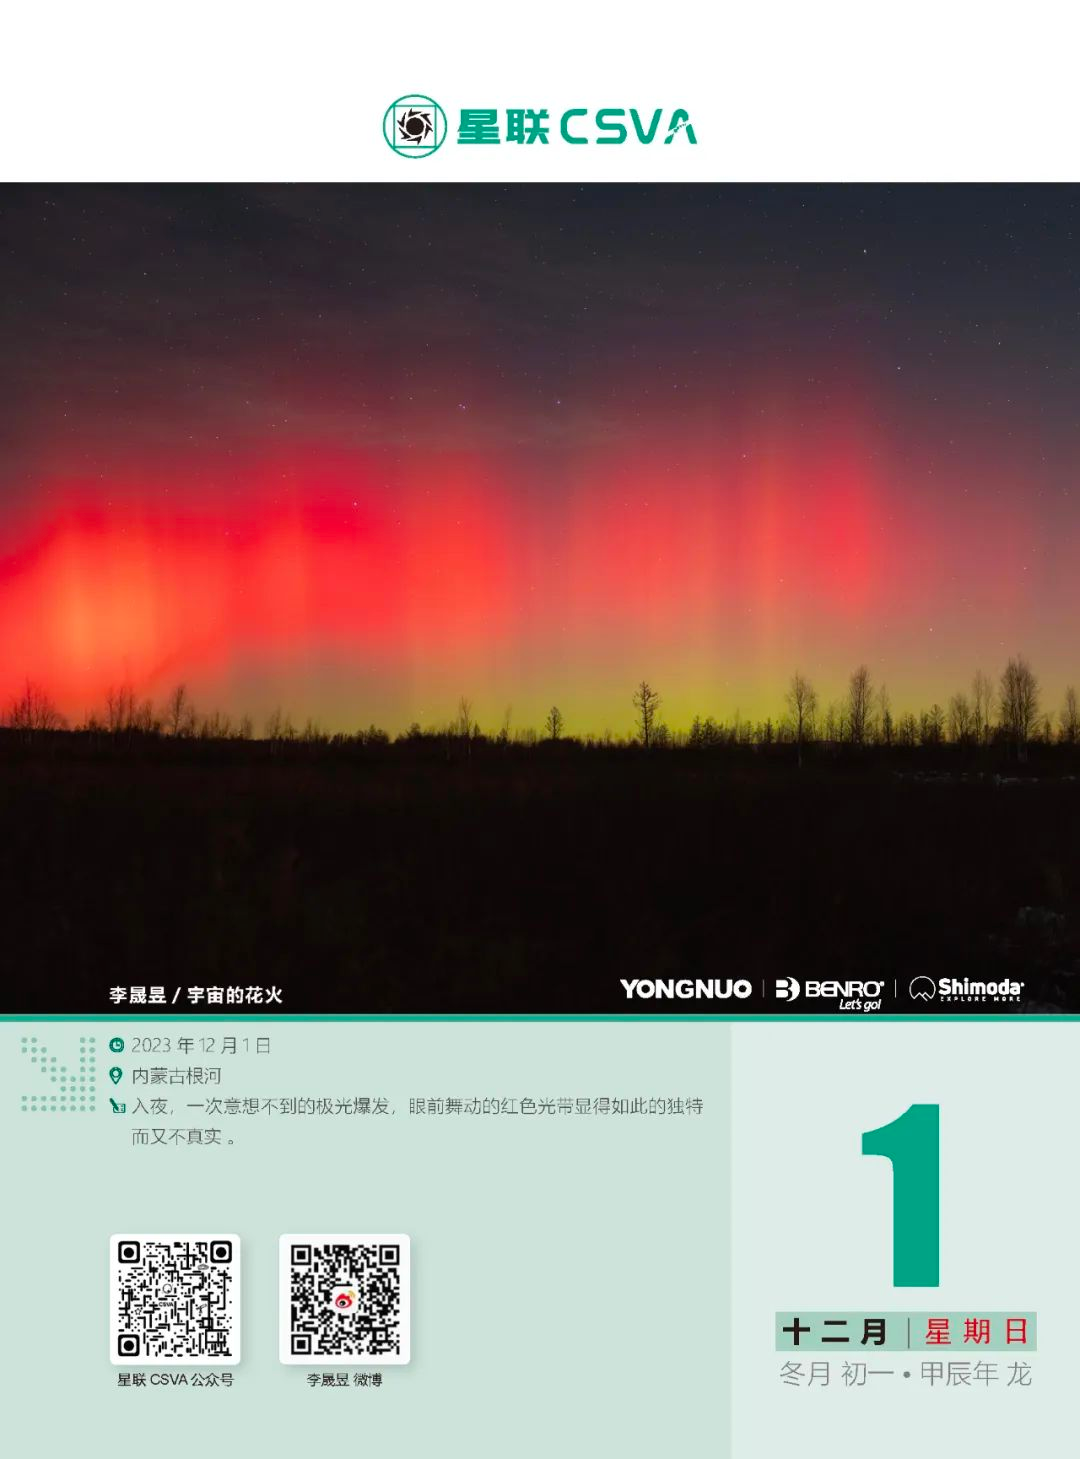 星联CSVA
李晟昱 / 宇宙的花火
YONGNUO | BENRO | Shimoda
Let's go!
EXPLORE MORE
2023 年 12 月 1 日
内蒙古根河
入夜，一次意想不到的极光爆发，眼前舞动的红色光带显得如此的独特
而又不真实 。
CSVA
星联 CSVA 公众号
李晟昱 微博
1
十二月 | 星期日
冬月 初一 • 甲辰年 龙